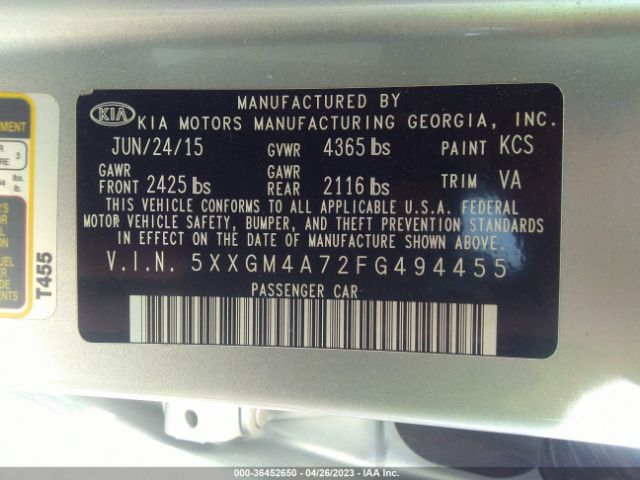 KIA
MANUFACTURED BY
KIA MOTORS MANUFACTURING GEORGIA, INC.
JUN/24/15 GVWR 4365 lbs PAINT KCS
GAWR FRONT 2425 lbs GAWR REAR 2116 lbs TRIM VA
THIS VEHICLE CONFORMS TO ALL APPLICABLE U.S.A. FEDERAL
MOTOR VEHICLE SAFETY, BUMPER, AND THEFT PREVENTION STANDARDS
IN EFFECT ON THE DATE OF MANUFACTURE SHOWN ABOVE.
V.I.N. 5XXGM4A72FG494455
PASSENGER CAR
T455
3
lbs.
000-36452650 - 04/26/2023 - IAA Inc.